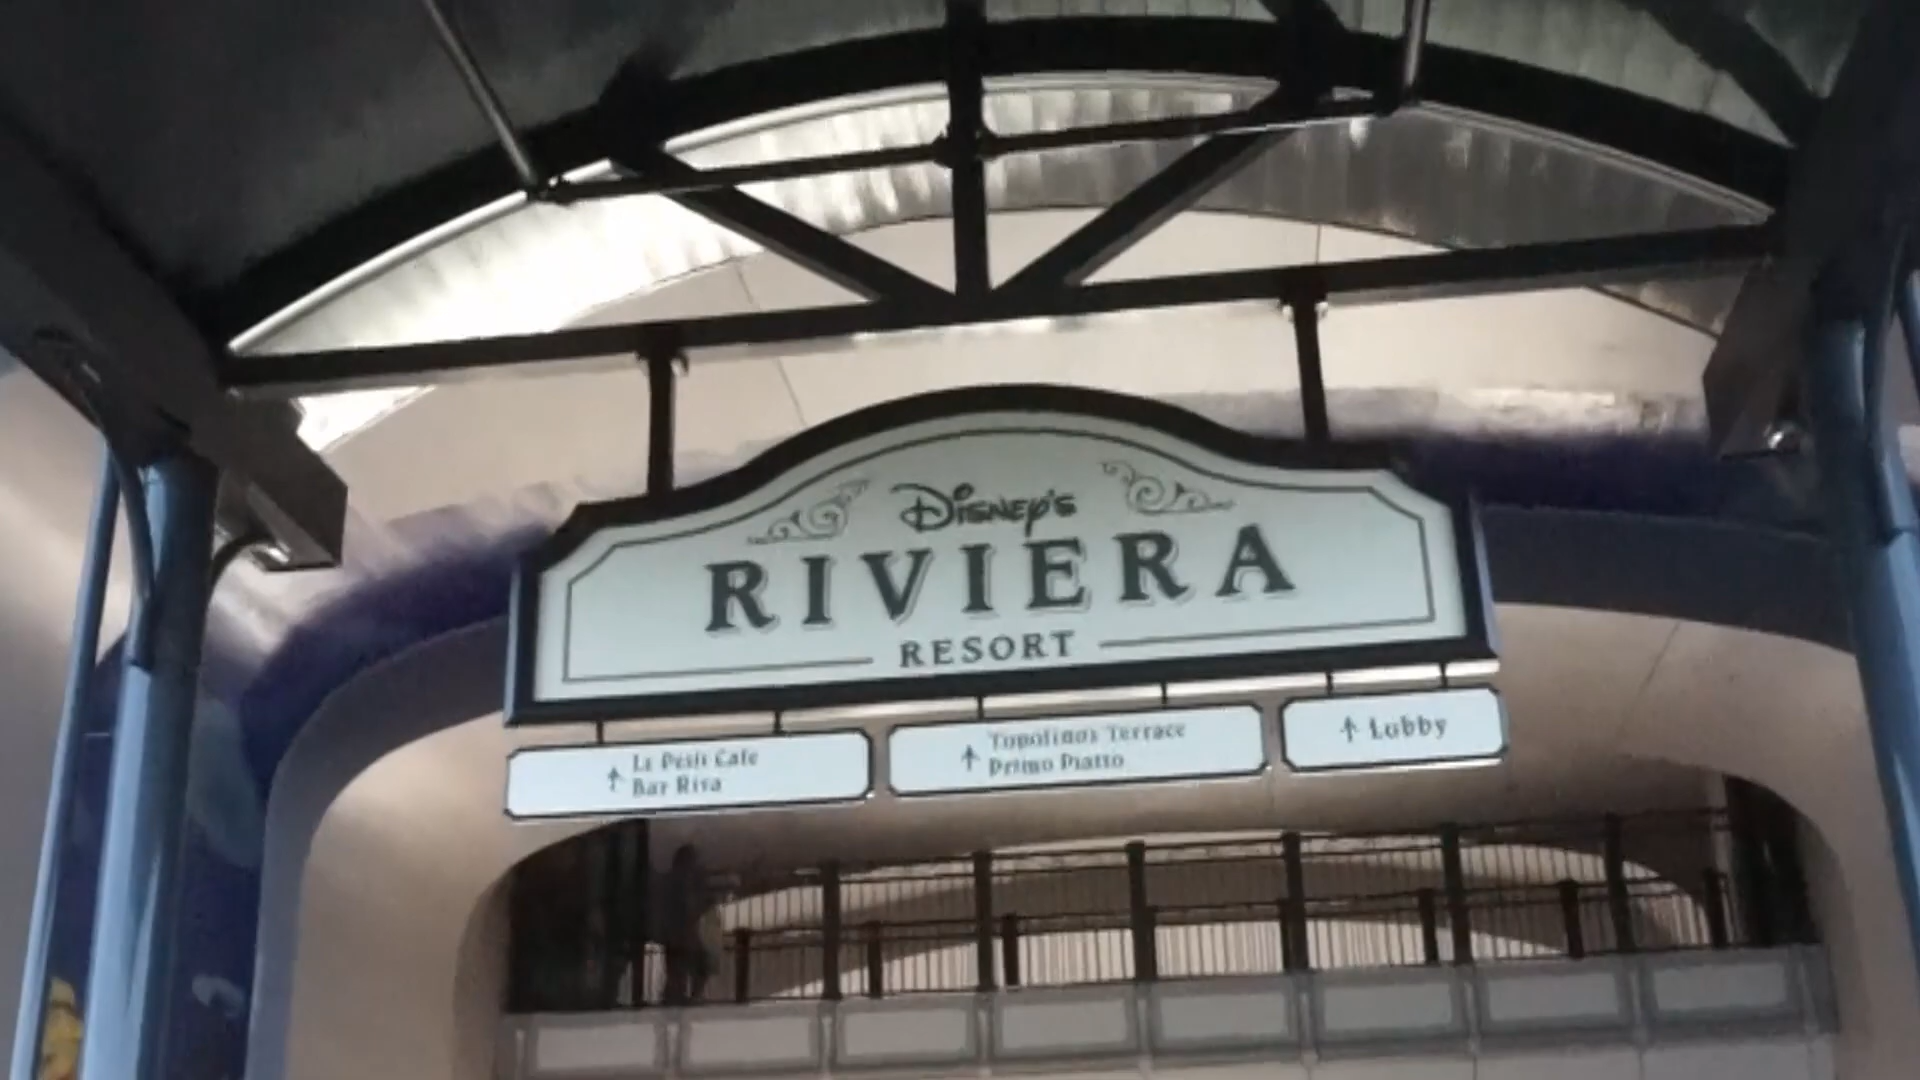 Disney's
RIVIERA
RESORT
Le Petit Cafe
Bar Riva
Topolino's Terrace
Primo Piatto
Lobby